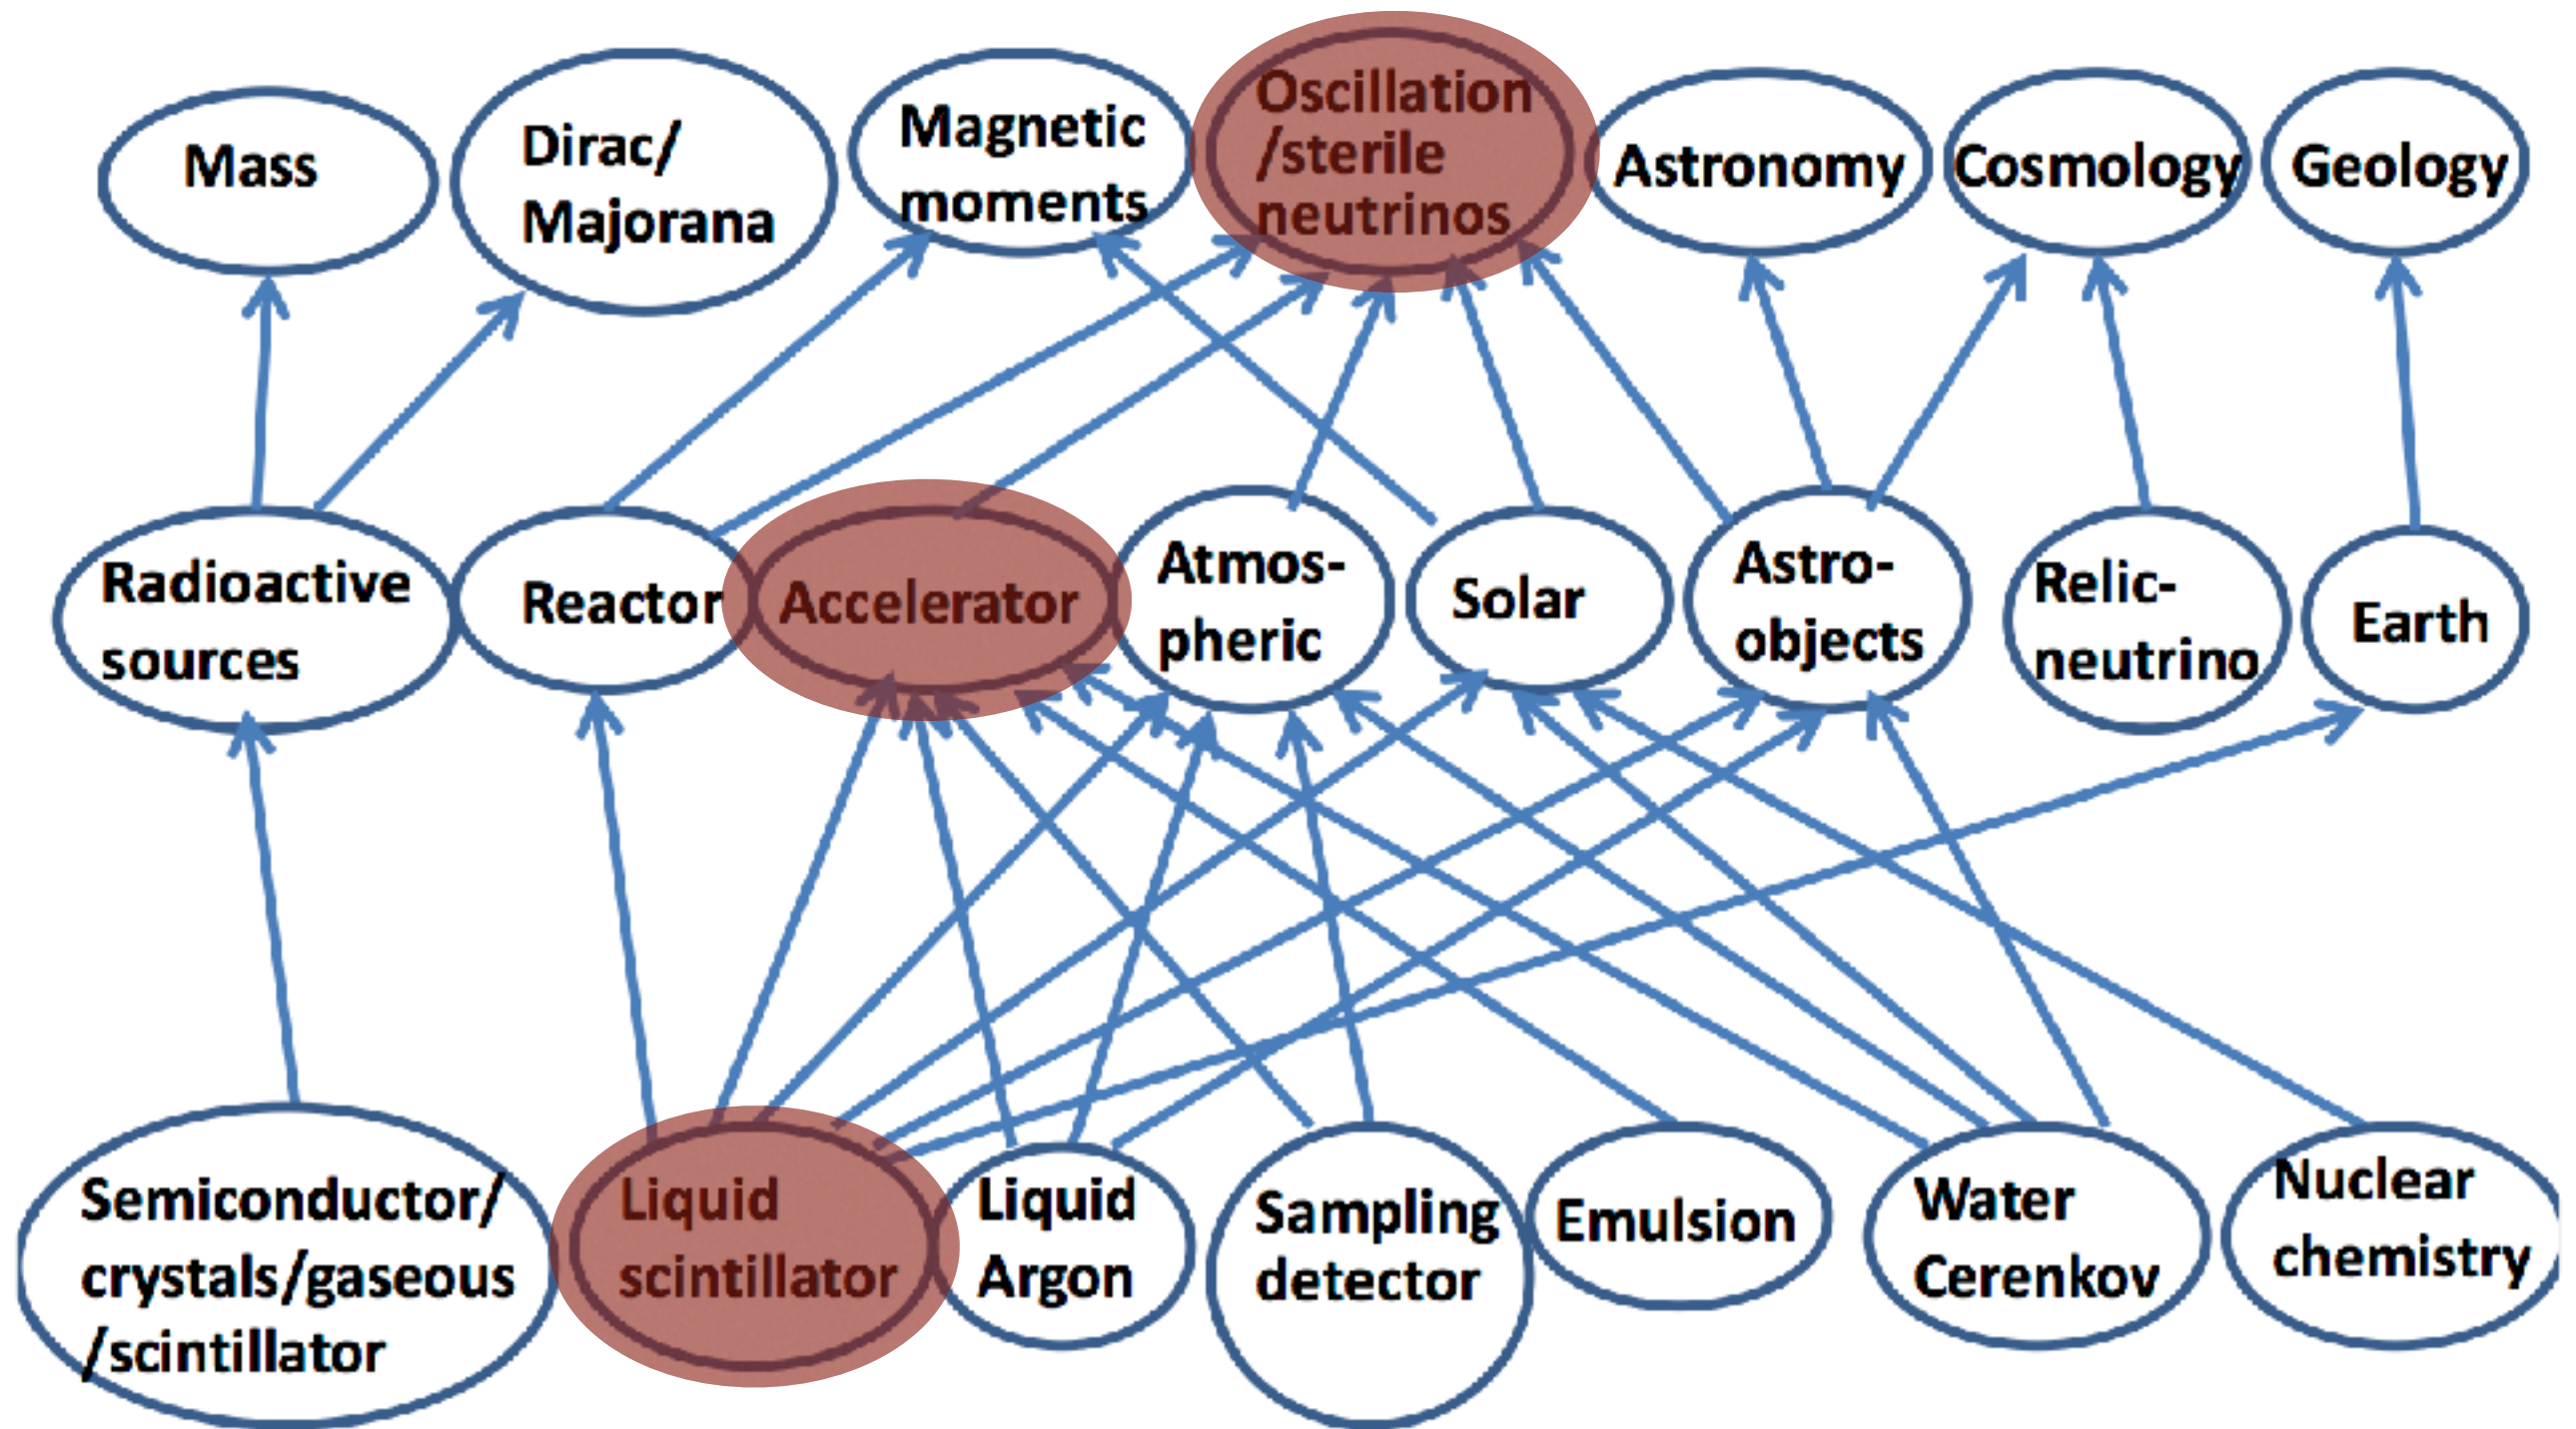 Mass
Dirac/
Majorana
Magnetic
moments
Oscillation
/sterile
neutrinos
Astronomy
Cosmology
Geology
Radioactive
sources
Reactor
Accelerator
Atmos-
pheric
Solar
Astro-
objects
Relic-
neutrino
Earth
Semiconductor/
crystals/gaseous
/scintillator
Liquid
scintillator
Liquid
Argon
Sampling
detector
Emulsion
Water
Cerenkov
Nuclear
chemistry